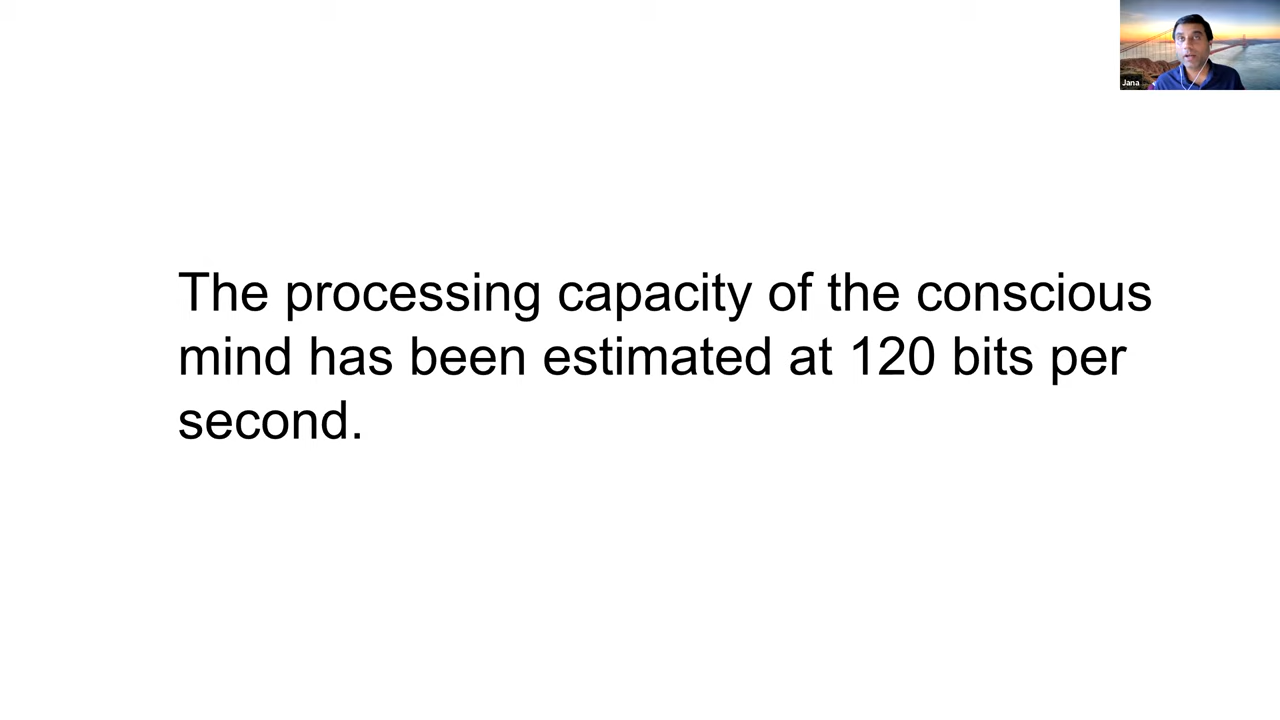 Jana
The processing capacity of the conscious
mind has been estimated at 120 bits per
second.